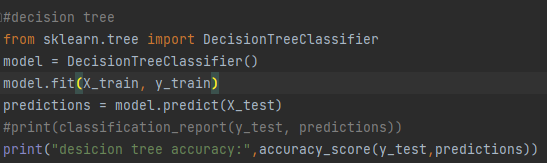 #decision tree
from sklearn.tree import DecisionTreeClassifier
model = DecisionTreeClassifier()
model.fit(X_train, y_train)
predictions = model.predict(X_test)
#print(classification_report(y_test, predictions))
print("desicion tree accuracy:",accuracy_score(y_test,predictions))